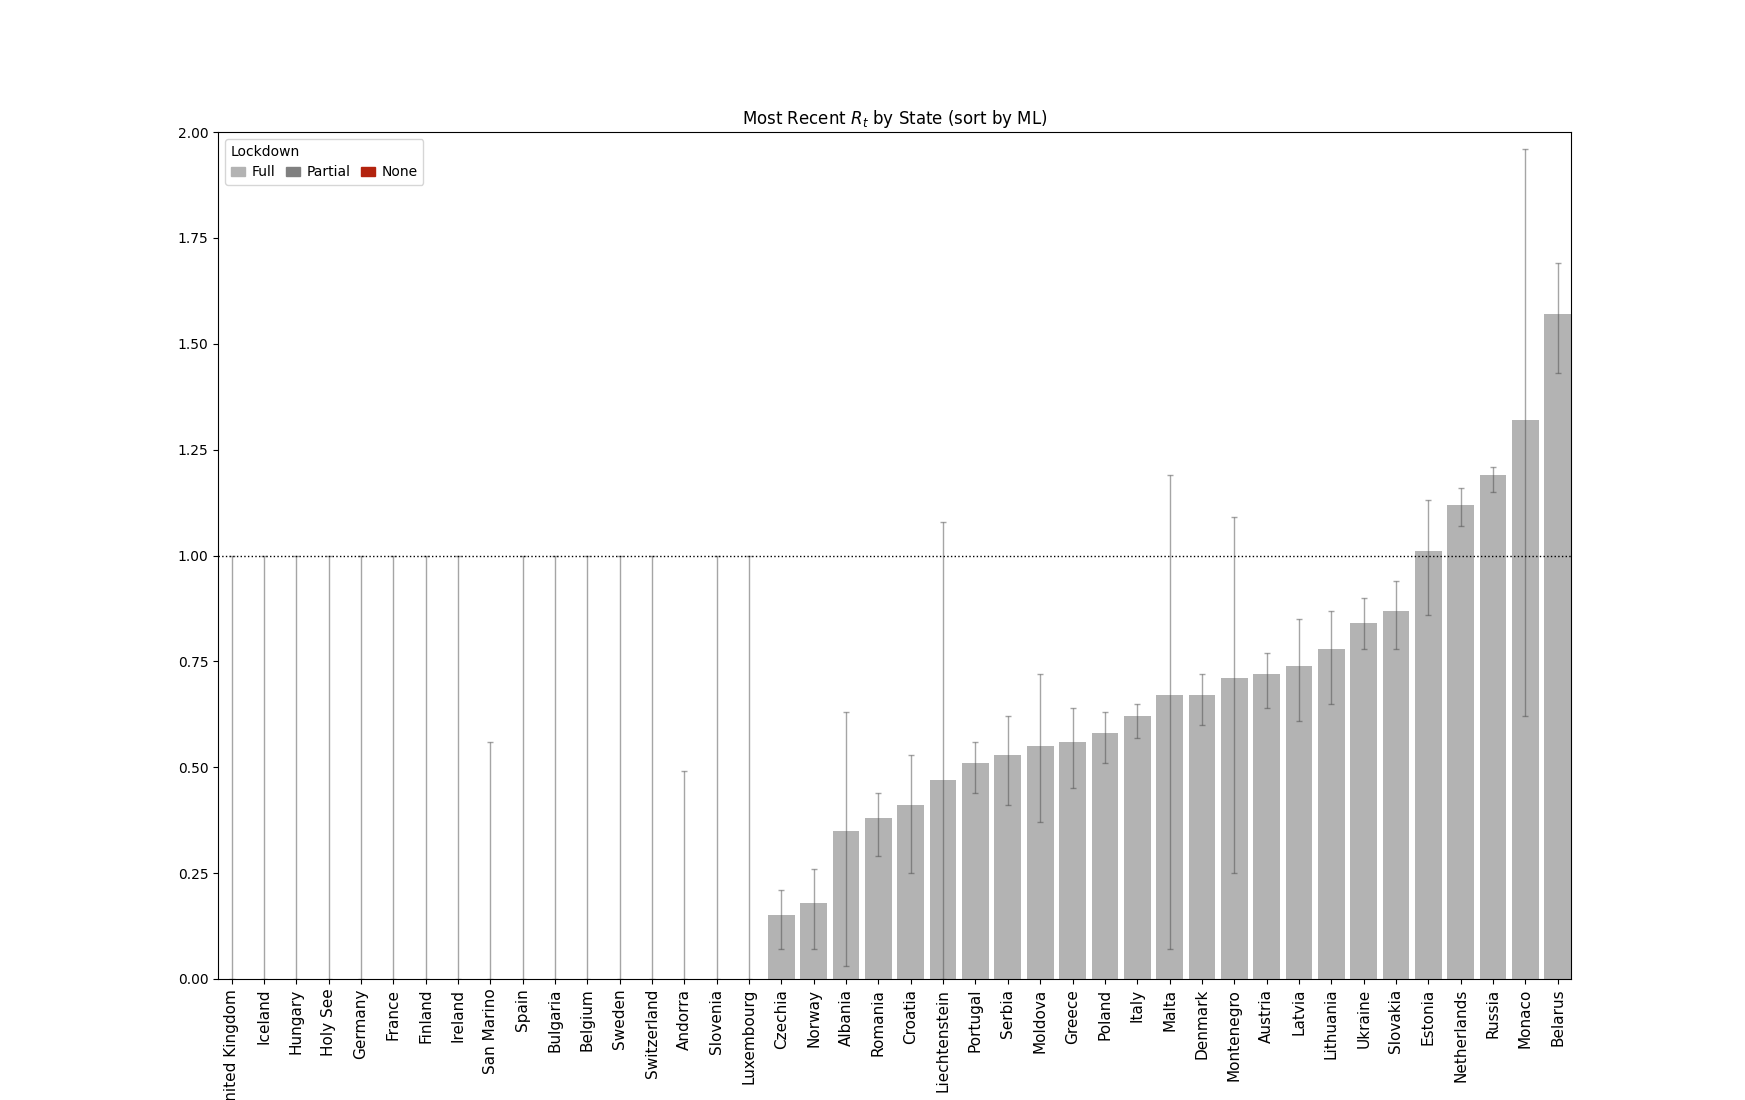 Most Recent Rt by State (sort by ML)
Lockdown
Full Partial None
2.00
1.75
1.50
1.25
1.00
0.75
0.50
0.25
0.00
nited Kingdom
Iceland
Hungary
Holy See
Germany
France
Finland
Ireland
San Marino
Spain
Bulgaria
Belgium
Sweden
Switzerland
Andorra
Slovenia
Luxembourg
Czechia
Norway
Albania
Romania
Croatia
Liechtenstein
Portugal
Serbia
Moldova
Greece
Poland
Italy
Malta
Denmark
Montenegro
Austria
Latvia
Lithuania
Ukraine
Slovakia
Estonia
Netherlands
Russia
Monaco
Belarus